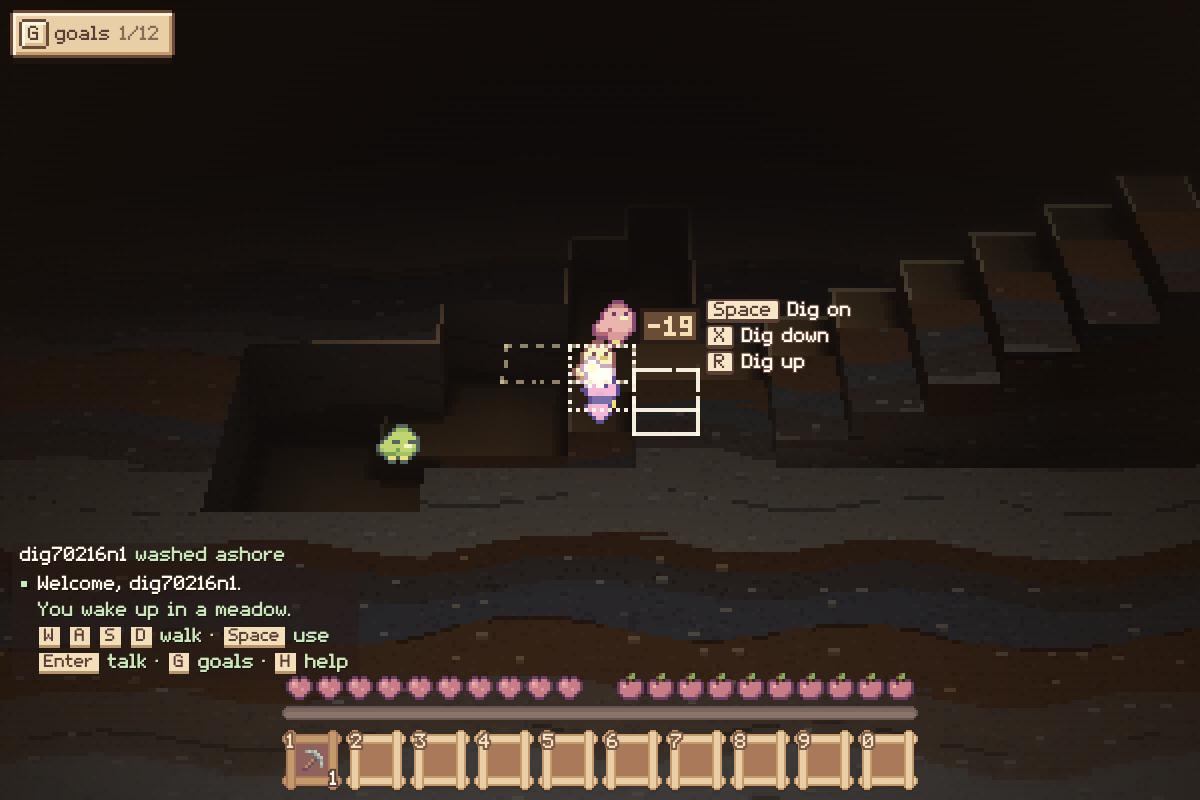 G goals 1/12
-19
Space Dig on
X Dig down
R Dig up
dig70216n1 washed ashore
▪ Welcome, dig70216n1.
You wake up in a meadow.
W A S D walk · Space use
Enter talk · G goals · H help
1 2 3 4 5 6 7 8 9 0
1